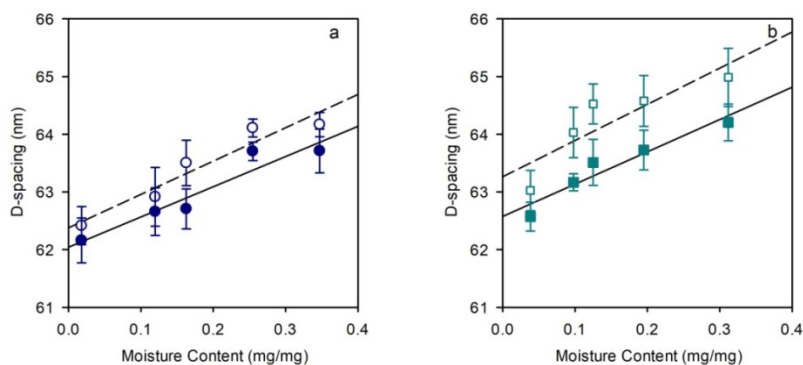 a
66
65
64
63
62
61
D-spacing (nm)
0.0 0.1 0.2 0.3 0.4
Moisture Content (mg/mg)
b
66
65
64
63
62
61
D-spacing (nm)
0.0 0.1 0.2 0.3 0.4
Moisture Content (mg/mg)